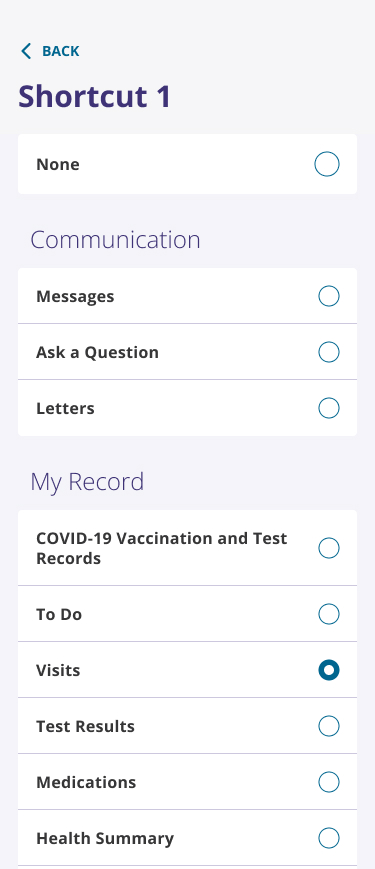 BACK
Shortcut 1
None
Communication
Messages
Ask a Question
Letters
My Record
COVID-19 Vaccination and Test
Records
To Do
Visits
Test Results
Medications
Health Summary